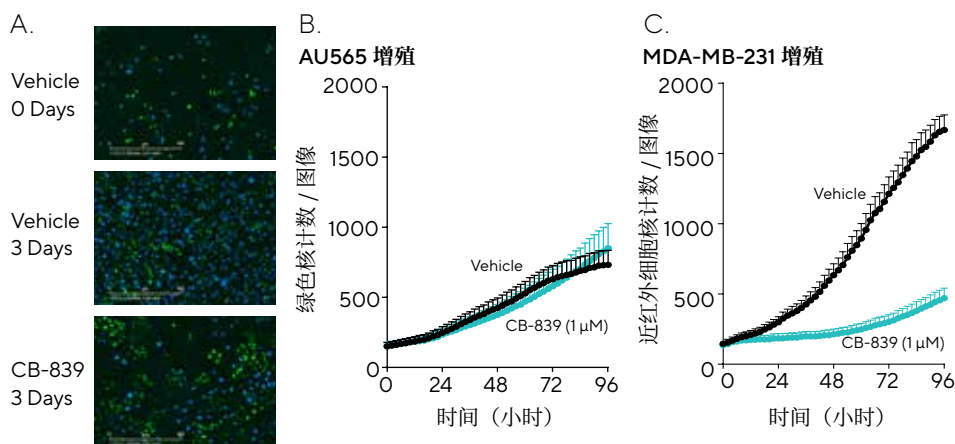 A.
Vehicle
0 Days
Vehicle
3 Days
CB-839
3 Days
B.
AU565 增殖
绿色核计数 / 图像
2000
1500
1000
500
0
Vehicle
CB-839 (1 μM)
0 24 48 72 96
时间（小时）
C.
MDA-MB-231 增殖
近红外细胞核计数 / 图像
2000
1500
1000
500
0
Vehicle
CB-839 (1 μM)
0 24 48 72 96
时间（小时）